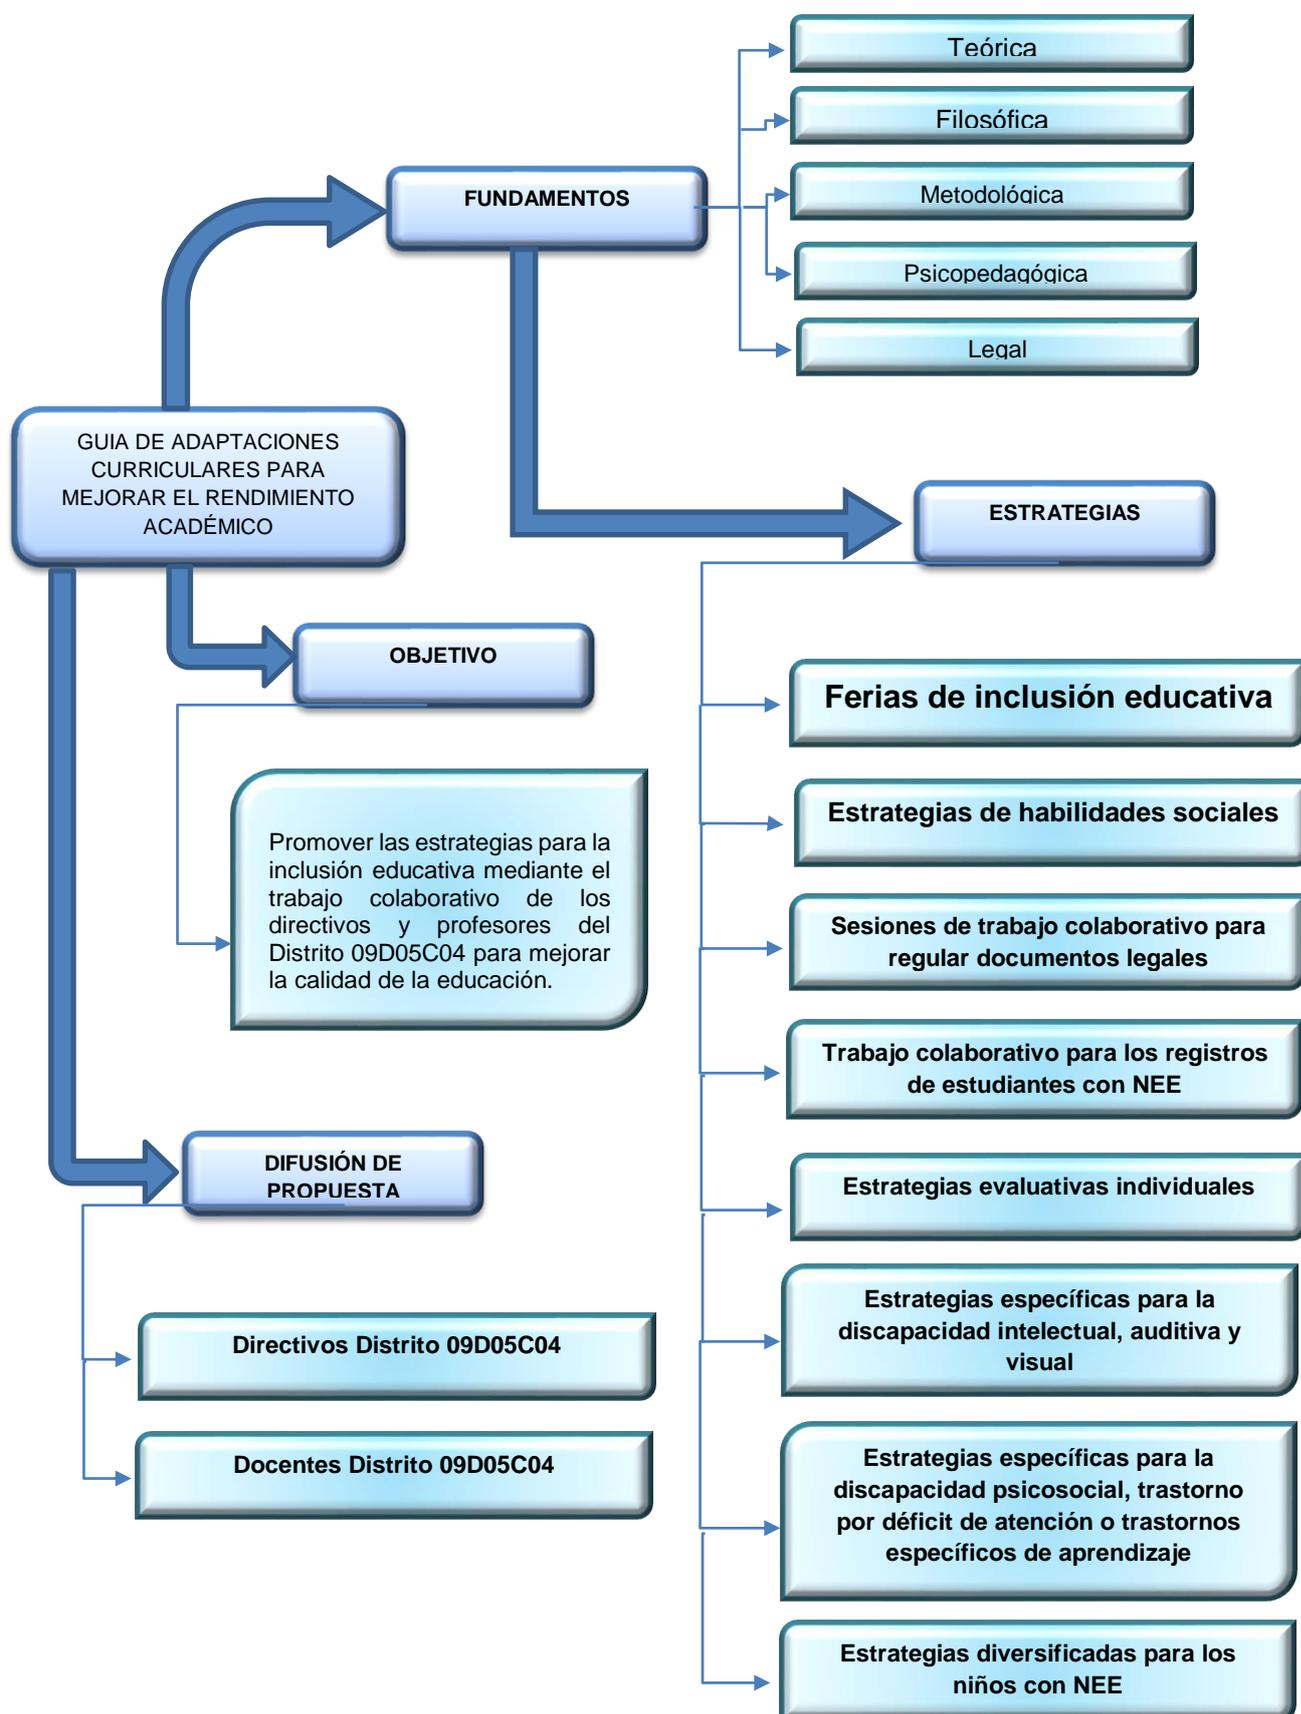 Teórica
Filosófica
Metodológica
Psicopedagógica
Legal
FUNDAMENTOS
GUIA DE ADAPTACIONES
CURRICULARES PARA
MEJORAR EL RENDIMIENTO
ACADÉMICO
ESTRATEGIAS
OBJETIVO
Promover las estrategias para la
inclusión educativa mediante el
trabajo colaborativo de los
directivos y profesores del
Distrito 09D05C04 para mejorar
la calidad de la educación.
DIFUSIÓN DE
PROPUESTA
Directivos Distrito 09D05C04
Docentes Distrito 09D05C04
Ferias de inclusión educativa
Estrategias de habilidades sociales
Sesiones de trabajo colaborativo para
regular documentos legales
Trabajo colaborativo para los registros
de estudiantes con NEE
Estrategias evaluativas individuales
Estrategias específicas para la
discapacidad intelectual, auditiva y
visual
Estrategias específicas para la
discapacidad psicosocial, trastorno
por déficit de atención o trastornos
específicos de aprendizaje
Estrategias diversificadas para los
niños con NEE